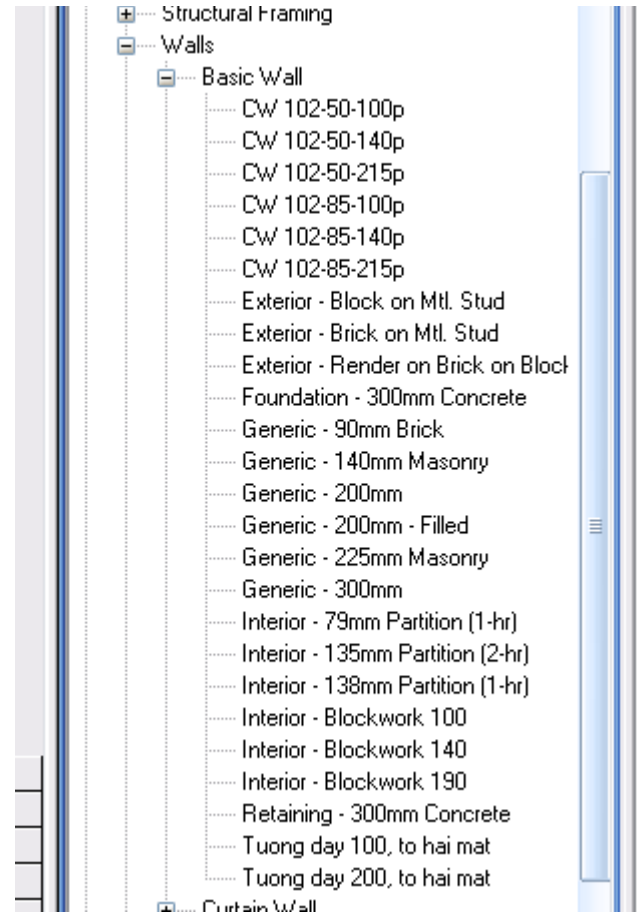 Structural Framing
Walls
Basic Wall
CW 102-50-100p
CW 102-50-140p
CW 102-50-215p
CW 102-85-100p
CW 102-85-140p
CW 102-85-215p
Exterior - Block on Mtl. Stud
Exterior - Brick on Mtl. Stud
Exterior - Render on Brick on Block
Foundation - 300mm Concrete
Generic - 90mm Brick
Generic - 140mm Masonry
Generic - 200mm
Generic - 200mm - Filled
Generic - 225mm Masonry
Generic - 300mm
Interior - 79mm Partition (1-hr)
Interior - 135mm Partition (2-hr)
Interior - 138mm Partition (1-hr)
Interior - Blockwork 100
Interior - Blockwork 140
Interior - Blockwork 190
Retaining - 300mm Concrete
Tuong day 100, to hai mat
Tuong day 200, to hai mat
Curtain Wall